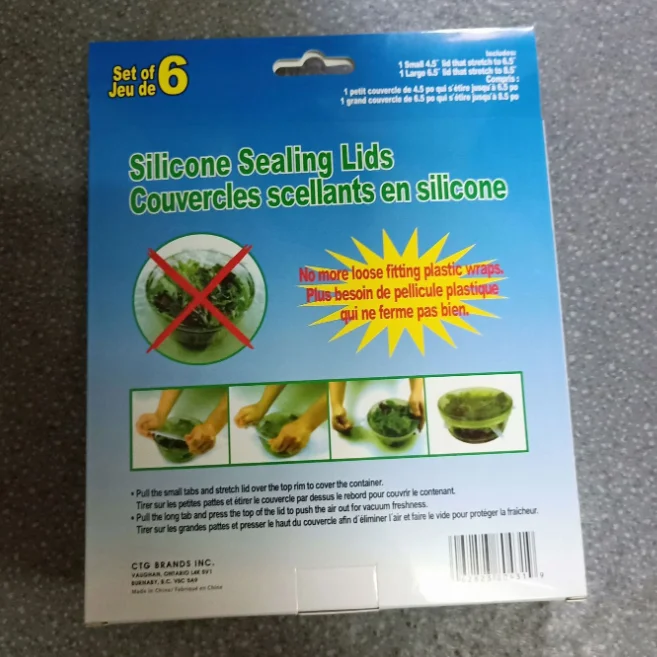 Set of
Jeu de 6
Includes:
1 Small 4.5" lid that stretch to 6.5"
1 Large 6.5" lid that stretch to 8.5"
Compris :
1 petit couvercle de 4.5 po qui s'étire jusqu'à 6.5 po
1 grand couvercle de 6.5 po qui s'étire jusqu'à 8.5 po
Silicone Sealing Lids
Couvercles scellants en silicone
No more loose fitting plastic wraps.
Plus besoin de pellicule plastique
qui ne ferme pas bien.
• Pull the small tabs and stretch lid over the top rim to cover the container.
Tirer sur les petites pattes et étirer le couvercle par dessus le rebord pour couvrir le contenant.
• Pull the long tab and press the top of the lid to push the air out for vacuum freshness.
Tirer sur les grandes pattes et presser le haut du couvercle afin d'éliminer l'air et faire le vide pour protéger la fraicheur.
CTG BRANDS INC.
VAUGHAN, ONTARIO L4K 5V1
BURNABY, B.C. V5C 5A9
Made in China/ Fabriqué en Chine